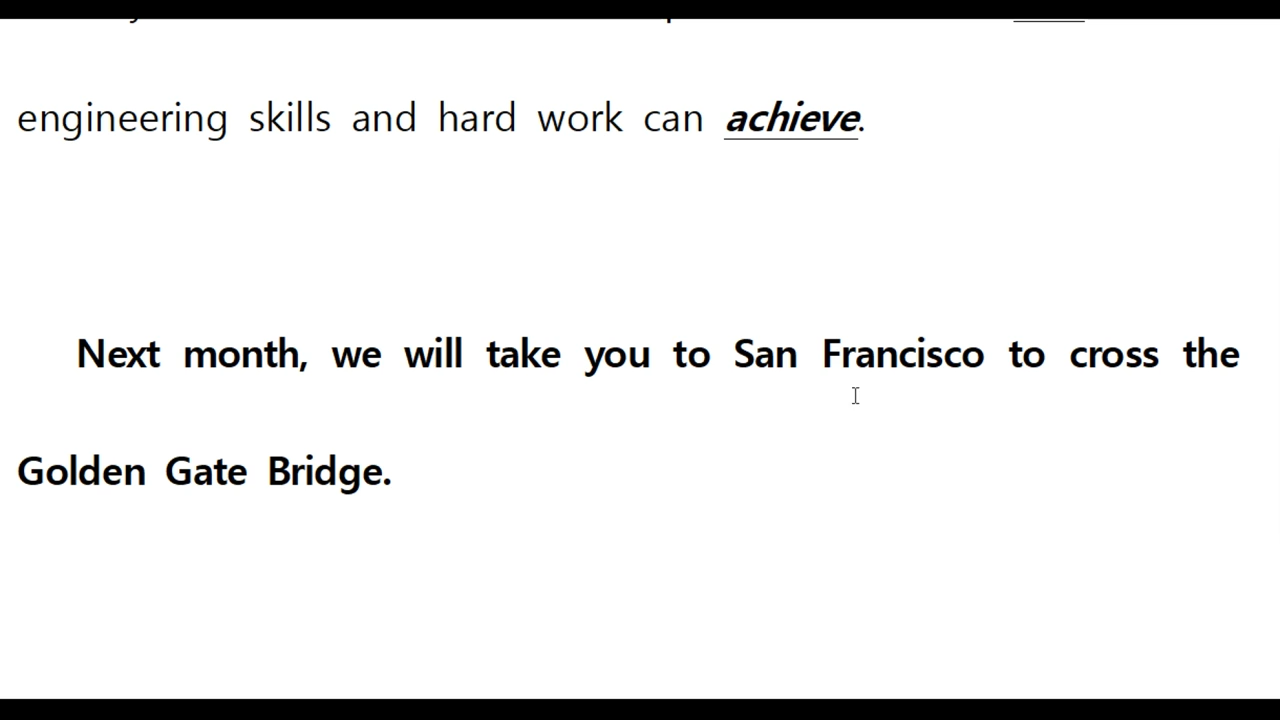 engineering skills and hard work can achieve.
Next month, we will take you to San Francisco to cross the
Golden Gate Bridge.